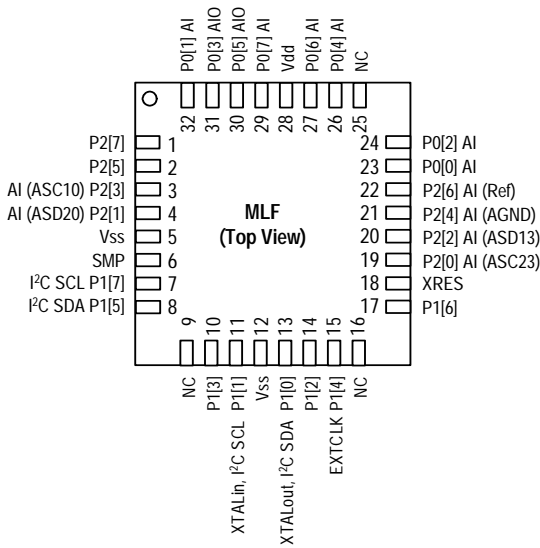 P0[1] AI
P0[3] AIO
P0[5] AIO
P0[7] AI
Vdd
P0[6] AI
P0[4] AI
NC
32
31
30
29
28
27
26
25
P2[7] 1
P2[5] 2
AI (ASC10) P2[3] 3
AI (ASD20) P2[1] 4
Vss 5
SMP 6
I²C SCL P1[7] 7
I²C SDA P1[5] 8
MLF
(Top View)
24 P0[2] AI
23 P0[0] AI
22 P2[6] AI (Ref)
21 P2[4] AI (AGND)
20 P2[2] AI (ASD13)
19 P2[0] AI (ASC23)
18 XRES
17 P1[6]
9
10
11
12
13
14
15
16
NC
P1[3]
XTALin, I²C SCL P1[1]
Vss
XTALout, I²C SDA P1[0]
P1[2]
EXTCLK P1[4]
NC